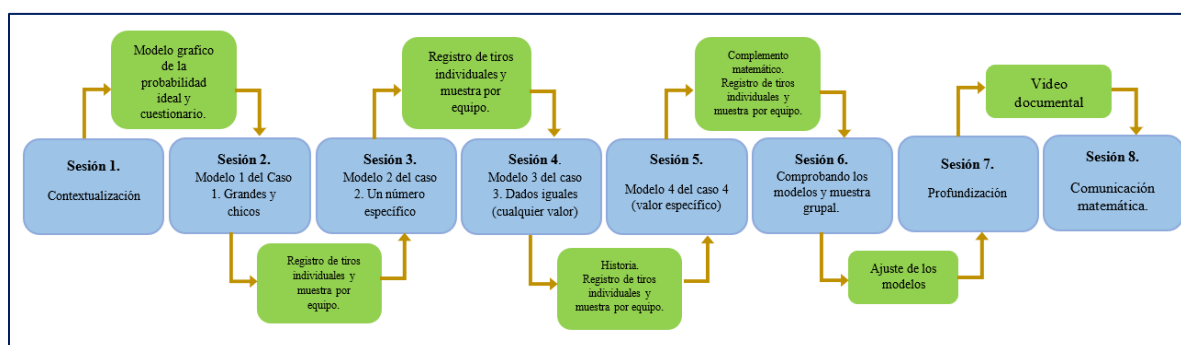 Modelo grafico
de la
probabilidad
ideal y
cuestionario.
Registro de tiros
individuales y
muestra por
equipo.
Complemento
matemático.
Registro de tiros
individuales y
muestra por equipo.
Video
documental
Sesión 1.
Contextualización
Sesión 2.
Modelo 1 del Caso
1. Grandes y
chicos
Sesión 3.
Modelo 2 del caso
2. Un número
específico
Sesión 4.
Modelo 3 del caso
3. Dados iguales
(cualquier valor)
Sesión 5.
Modelo 4 del caso 4
(valor específico)
Sesión 6.
Comprobando los
modelos y muestra
grupal.
Sesión 7.
Profundización
Sesión 8.
Comunicación
matemática.
Registro de tiros
individuales y
muestra por
equipo.
Historia.
Registro de tiros
individuales y
muestra por equipo.
Ajuste de los
modelos